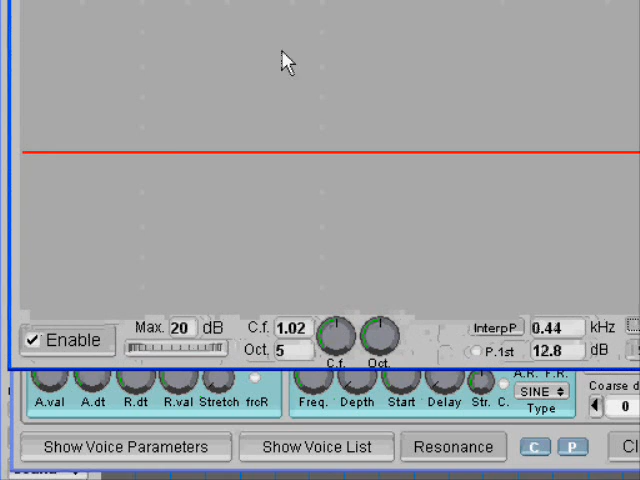 Enable Max. 20 dB C.f. 1.02 InterpP 0.44 kHz
Oct. 5 C.f. Oct. P.1st 12.8 dB
A.val A.dt R.dt R.val Stretch frcR Freq. Depth Start Delay Str. C. A.R. F.R. SINE Type Coarse d 0
Show Voice Parameters Show Voice List Resonance C P Cl